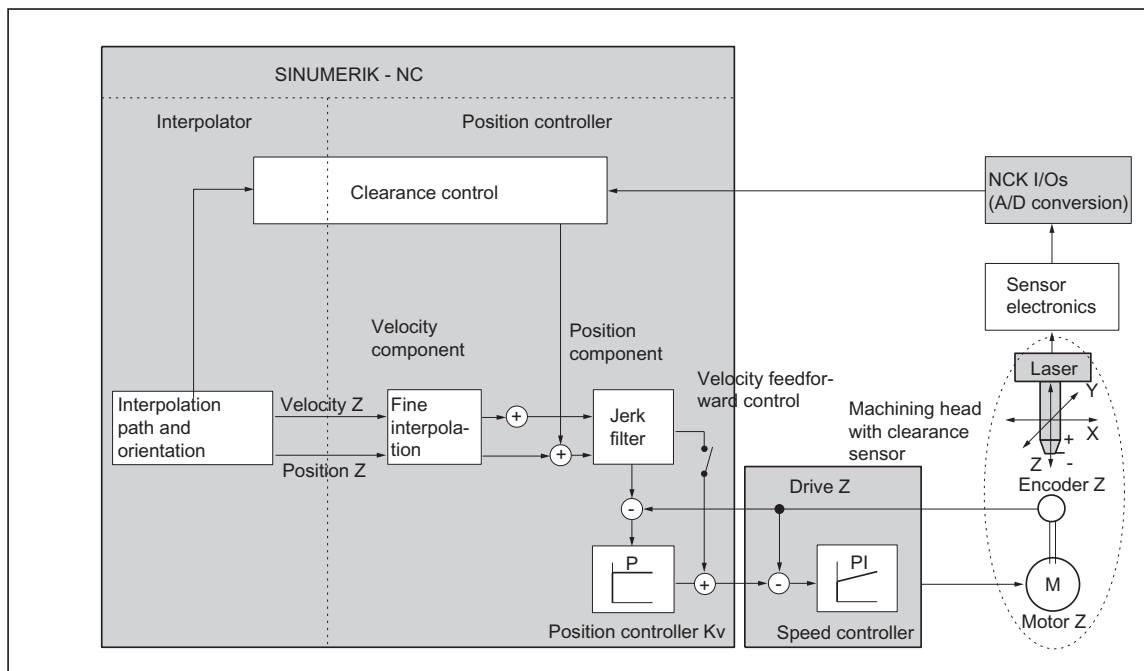 SINUMERIK - NC
Interpolator
Position controller
Clearance control
NCK I/Os
(A/D conversion)
Sensor
electronics
Velocity
component
Position
component
Laser
Velocity feedfor-
ward control
Interpolation
path and
orientation
Velocity Z
Position Z
Fine
interpola-
tion
+
+
Jerk
filter
Machining head
with clearance
sensor
Y
X
Z
+
-
Encoder Z
Drive Z
-
P
+
-
PI
M
Position controller Kv
Speed controller
Motor Z